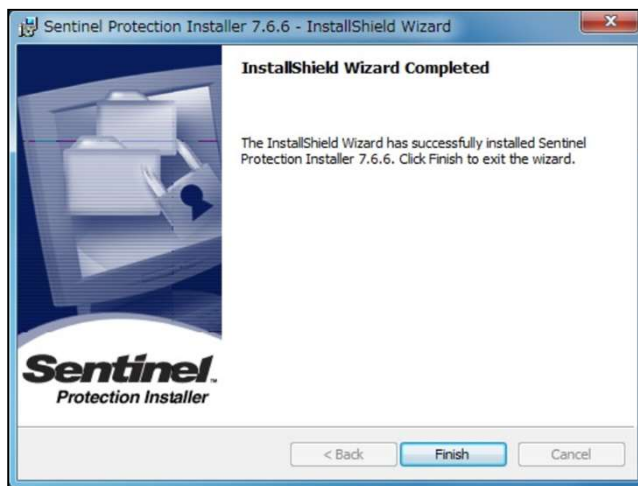 Sentinel Protection Installer 7.6.6 - InstallShield Wizard
InstallShield Wizard Completed
The InstallShield Wizard has successfully installed Sentinel
Protection Installer 7.6.6. Click Finish to exit the wizard.
Sentinel™
Protection Installer
< Back
Finish
Cancel